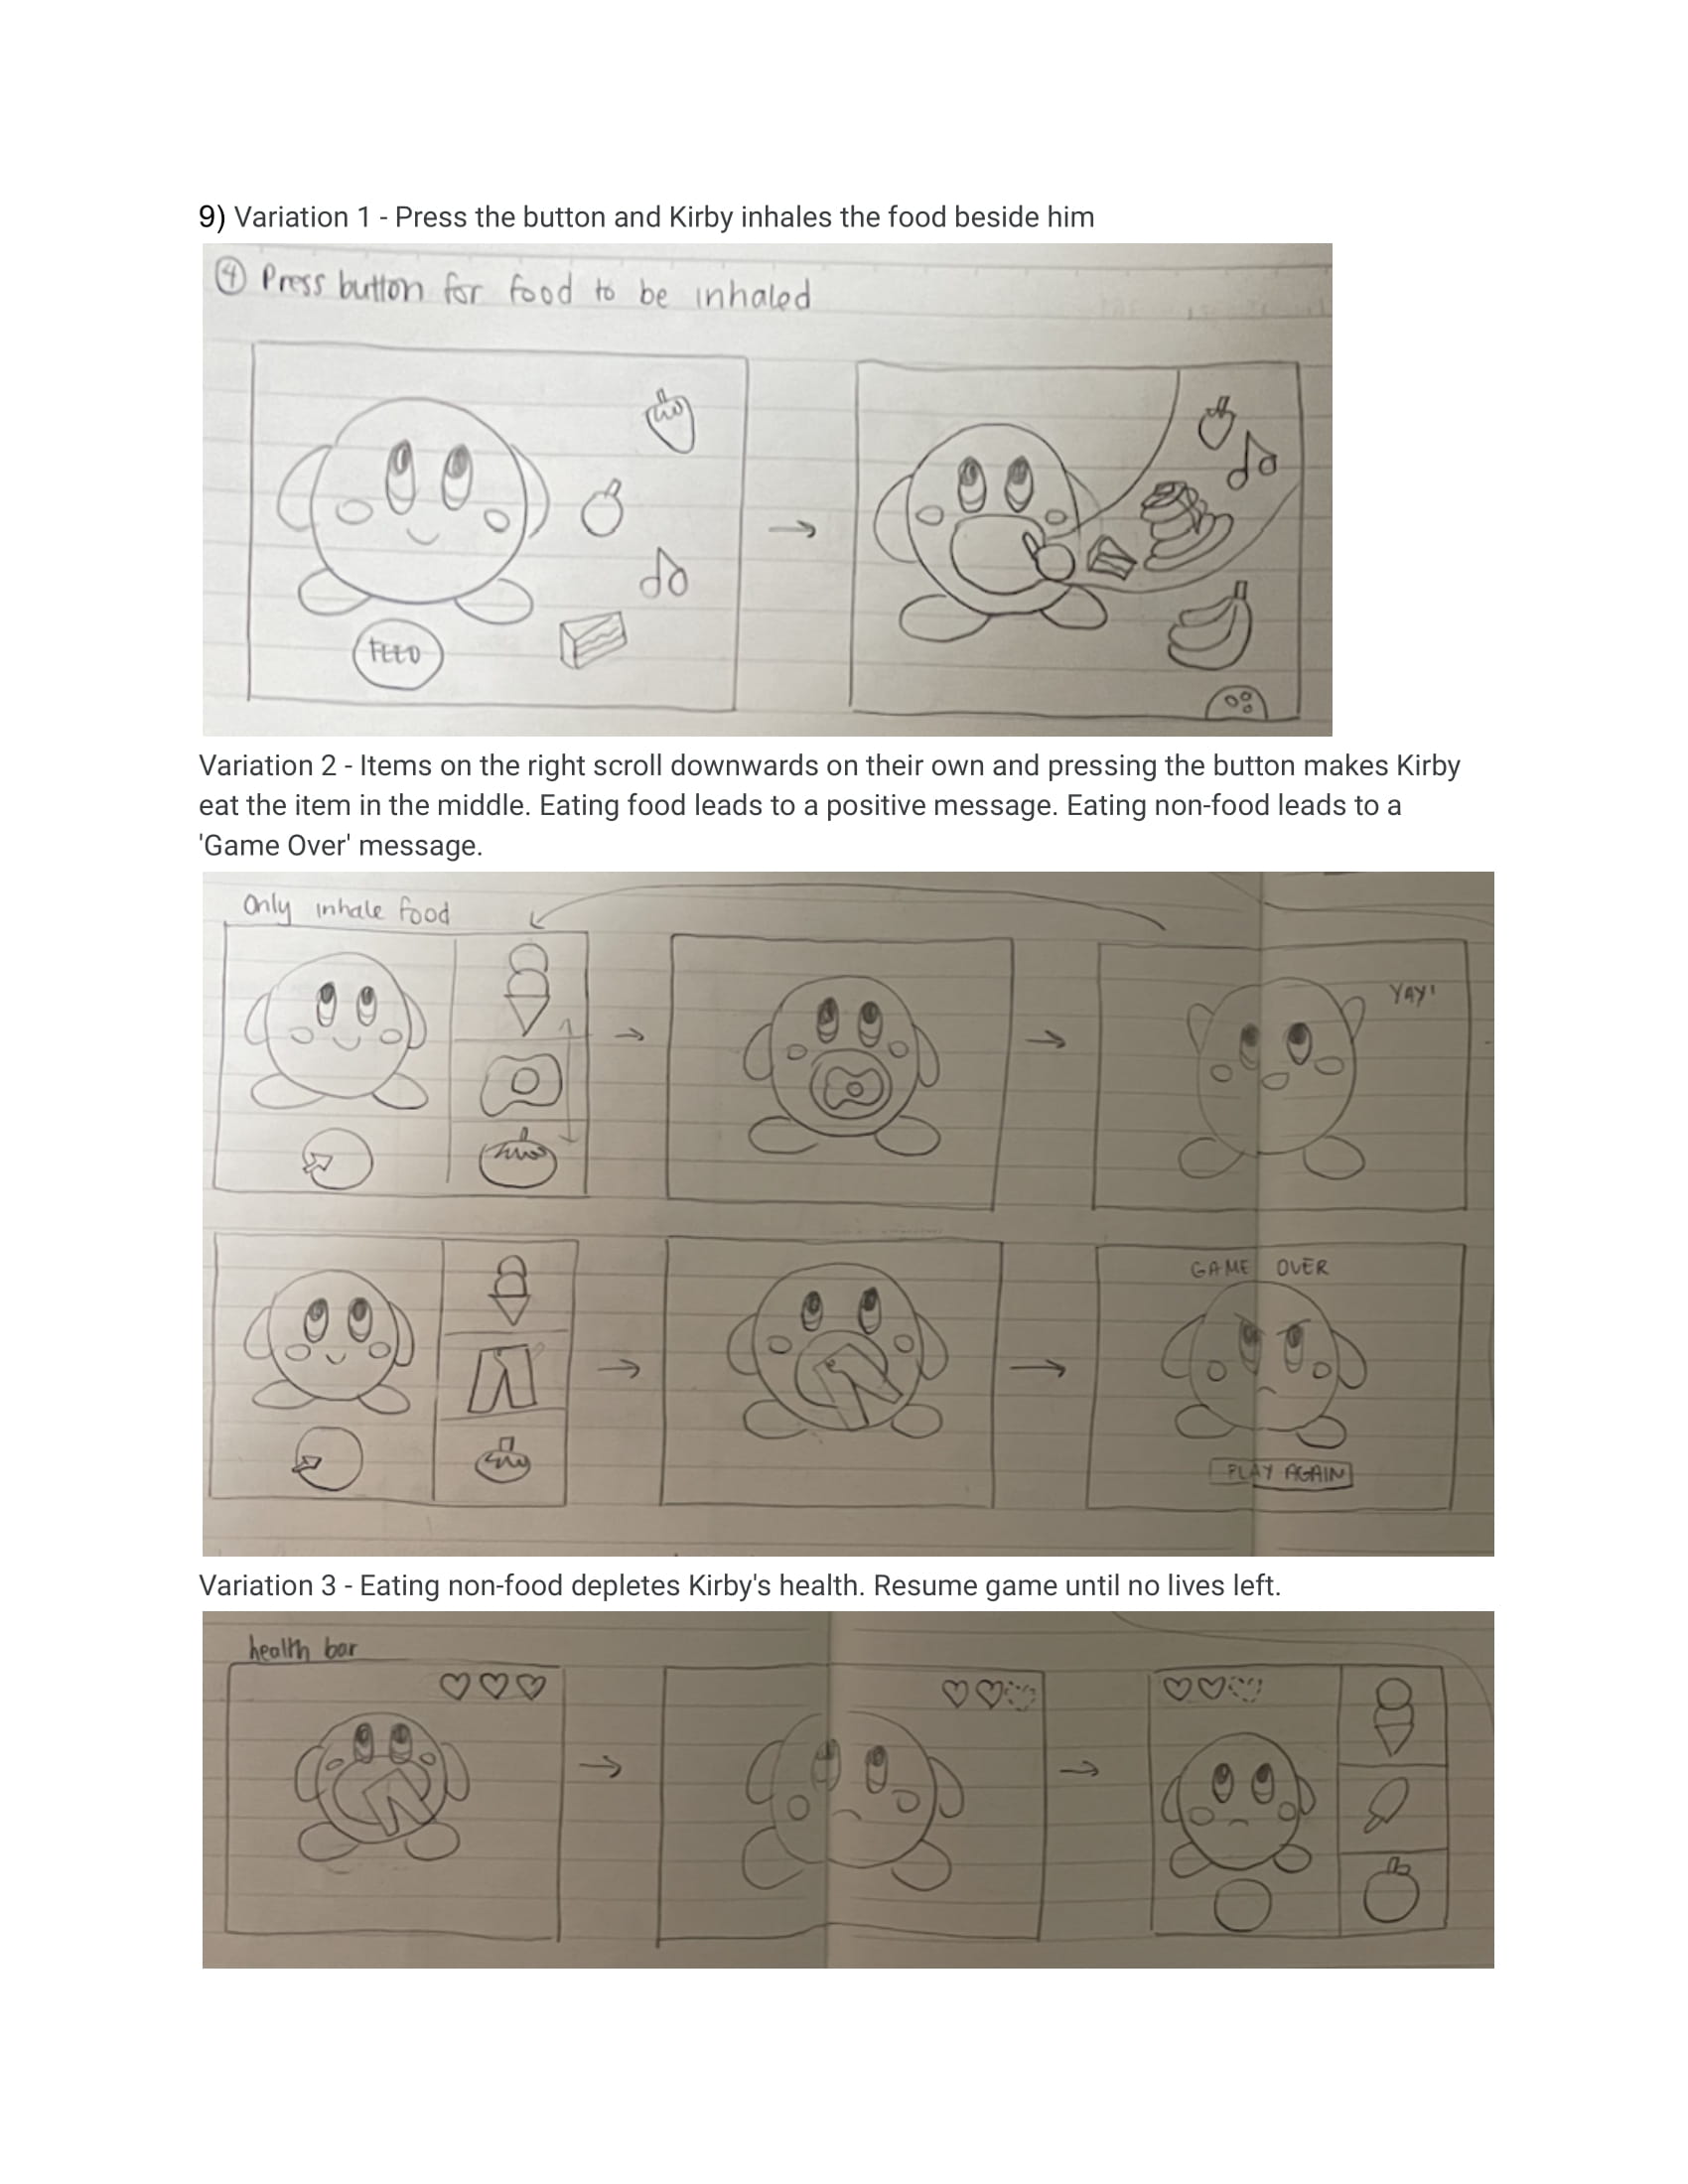 9) Variation 1 - Press the button and Kirby inhales the food beside him
④ Press button for food to be inhaled
FEED
Variation 2 - Items on the right scroll downwards on their own and pressing the button makes Kirby
eat the item in the middle. Eating food leads to a positive message. Eating non-food leads to a
'Game Over' message.
Only inhale food
YAY!
GAME OVER
PLAY AGAIN
Variation 3 - Eating non-food depletes Kirby's health. Resume game until no lives left.
health bar